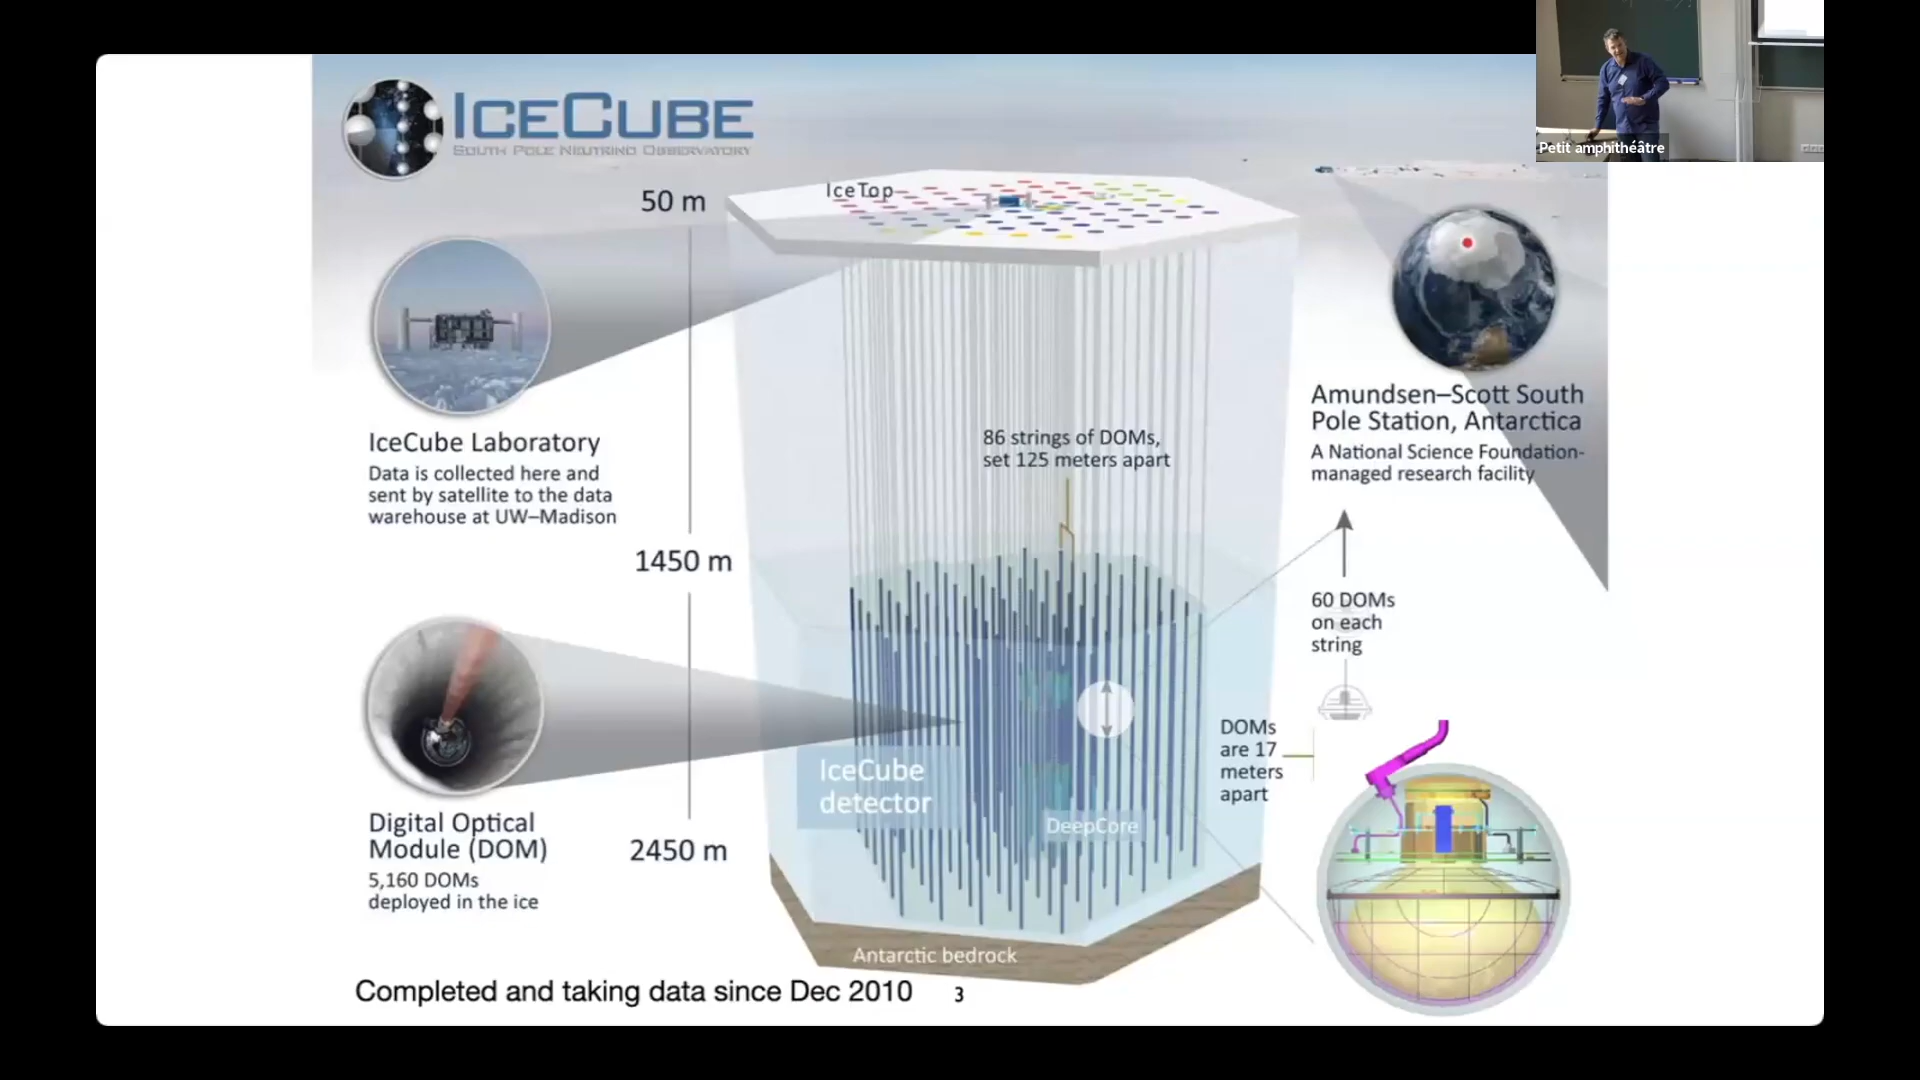 ICECUBE
SOUTH POLE NEUTRINO OBSERVATORY
Petit amphithéâtre
50 m
IceTop
IceCube Laboratory
Data is collected here and
sent by satellite to the data
warehouse at UW–Madison
86 strings of DOMs,
set 125 meters apart
Amundsen–Scott South
Pole Station, Antarctica
A National Science Foundation-
managed research facility
1450 m
60 DOMs
on each
string
DOMs
are 17
meters
apart
IceCube
detector
DeepCore
Digital Optical
Module (DOM)
5,160 DOMs
deployed in the ice
2450 m
Antarctic bedrock
Completed and taking data since Dec 2010
3